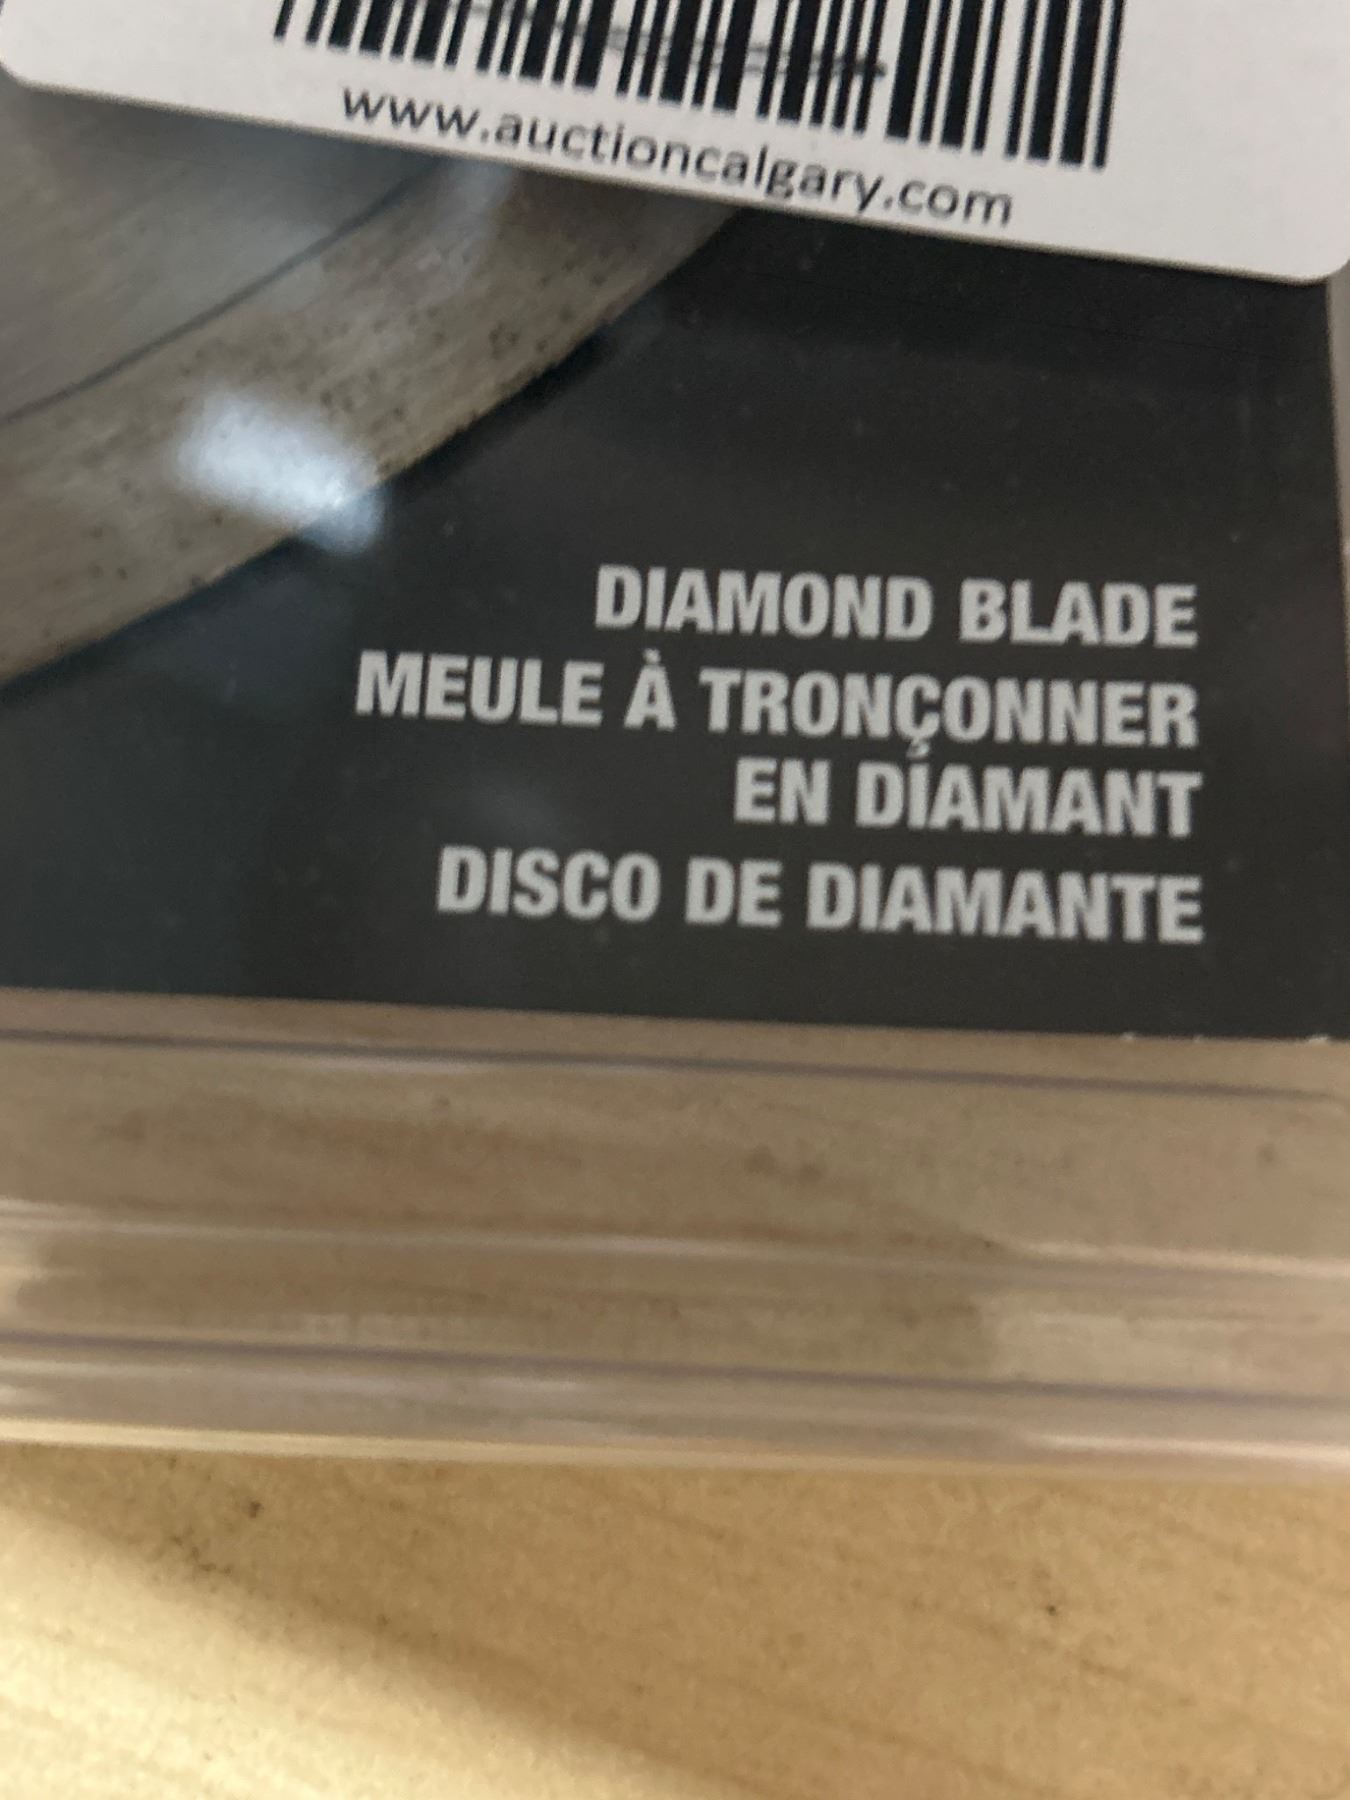 www.auctioncalgary.com
DIAMOND BLADE
MEULE À TRONÇONNER
EN DIAMANT
DISCO DE DIAMANTE